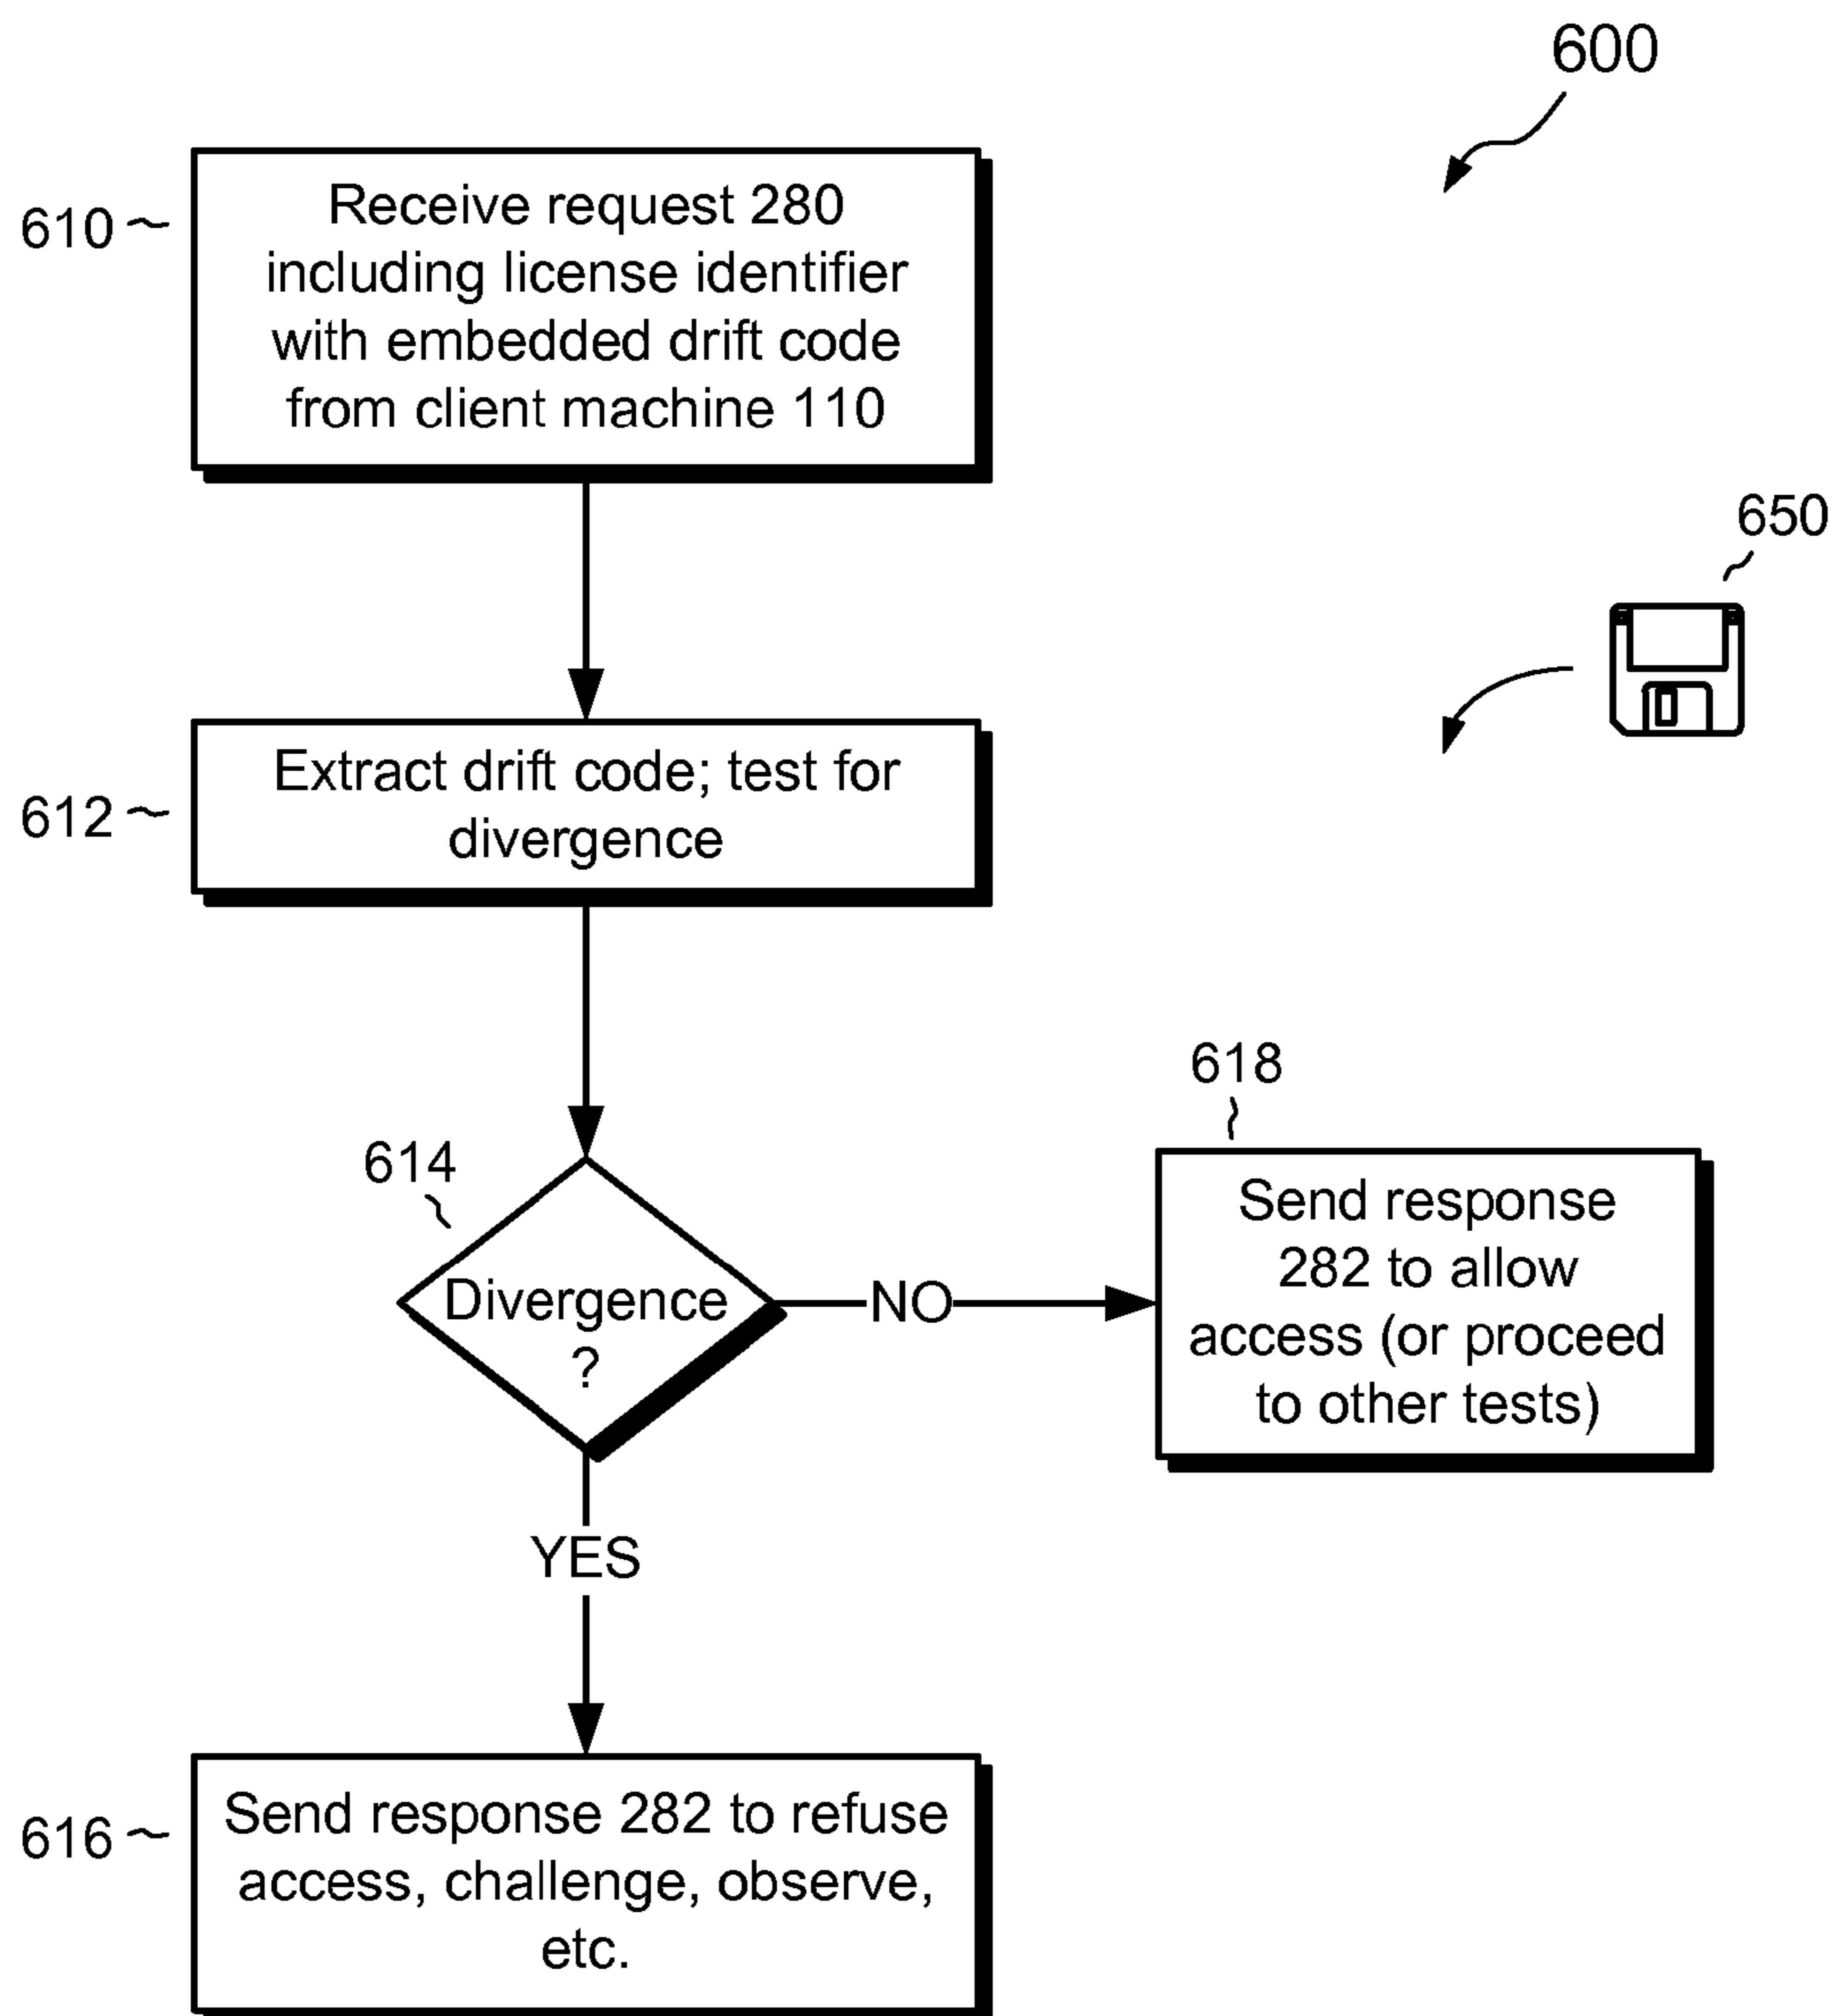 600
610
Receive request 280
including license identifier
with embedded drift code
from client machine 110
650
612
Extract drift code; test for
divergence
614
Divergence
?
NO
618
Send response
282 to allow
access (or proceed
to other tests)
YES
616
Send response 282 to refuse
access, challenge, observe,
etc.